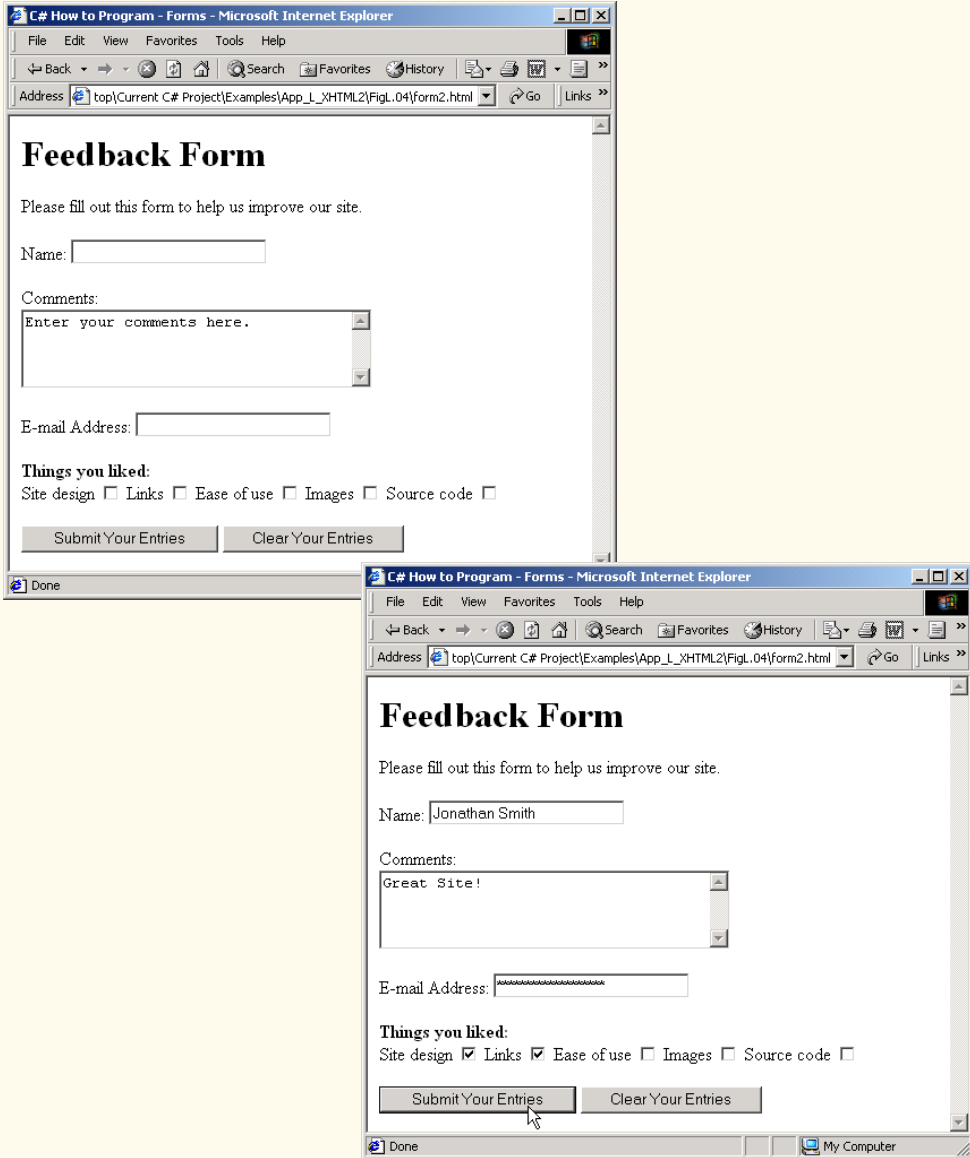 C# How to Program - Forms - Microsoft Internet Explorer
File Edit View Favorites Tools Help
Back Search Favorites History W »
Address top\Current C# Project\Examples\App_L_XHTML2\FigL.04\form2.html Go Links »
Feedback Form
Please fill out this form to help us improve our site.
Name:
Comments:
Enter your comments here.
E-mail Address:
Things you liked:
Site design Links Ease of use Images Source code
Submit Your Entries Clear Your Entries
Done
C# How to Program - Forms - Microsoft Internet Explorer
File Edit View Favorites Tools Help
Back Search Favorites History W »
Address top\Current C# Project\Examples\App_L_XHTML2\FigL.04\form2.html Go Links »
Feedback Form
Please fill out this form to help us improve our site.
Name: Jonathan Smith
Comments:
Great Site!
E-mail Address: ********************
Things you liked:
Site design Links Ease of use Images Source code
Submit Your Entries Clear Your Entries
Done My Computer